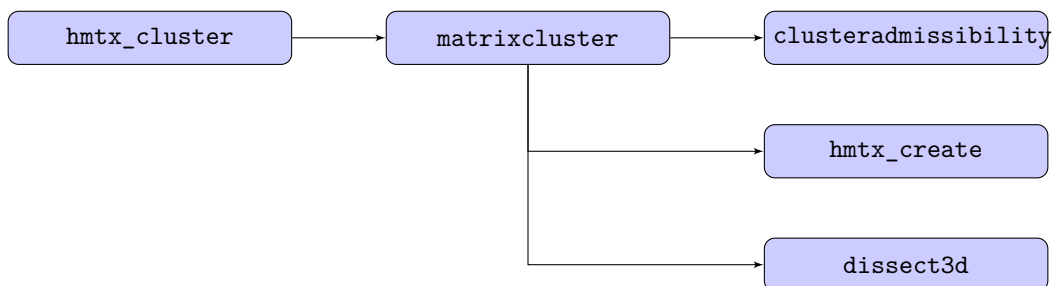 hmtx_cluster
matrixcluster
clusteradmissibility
hmtx_create
dissect3d